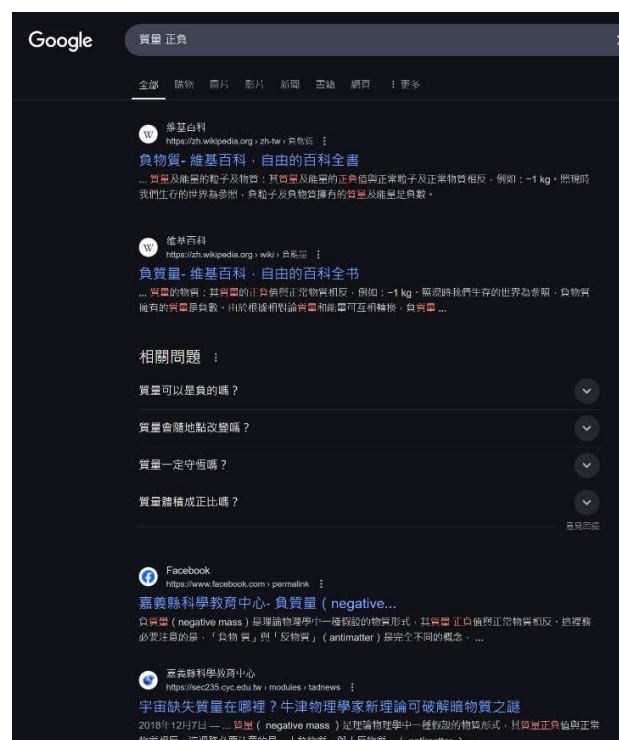 Google
質量 正負
全部 購物 圖片 影片 新聞 書籍 網頁 ⋮ 更多
W 維基百科
https://zh.wikipedia.org › zh-tw › 負物質 ⋮
負物質- 維基百科，自由的百科全書
... 質量及能量的粒子及物質：其質量及能量的正負值與正常粒子及正常物質相反，例如：−1 kg。照現時
我們生存的世界為參照，負粒子及負物質擁有的質量及能量是負數。
W 維基百科
https://zh.wikipedia.org › wiki › 負能量 ⋮
負質量- 維基百科，自由的百科全书
... 質量的物質：其質量的正負值與正常物質相反，例如：−1 kg。照現時我們生存的世界為參照，負物質
擁有的質量是負數。由於根據相對論質量和能量可互相轉換，負質量 ...
相關問題 ⋮
質量可以是負的嗎？
質量會隨地點改變嗎？
質量一定守恆嗎？
質量體積成正比嗎？
意見回饋
Facebook
https://www.facebook.com › permalink ⋮
嘉義縣科學教育中心- 負質量（negative...
負質量（negative mass）是理論物理學中一種假設的物質形式，其質量 正負值與正常物質相反。這裡務
必要注意的是，「負物 質」與「反物質」（antimatter）是完全不同的概念。 ...
嘉義縣科學教育中心
https://sec235.cyc.edu.tw › modules › tadnews ⋮
宇宙缺失質量在哪裡？牛津物理學家新理論可破解暗物質之謎
2018年12月7日 — ... 質量（ negative mass ）是理論物理學中一種假設的物質形式，其質量正負值與正常